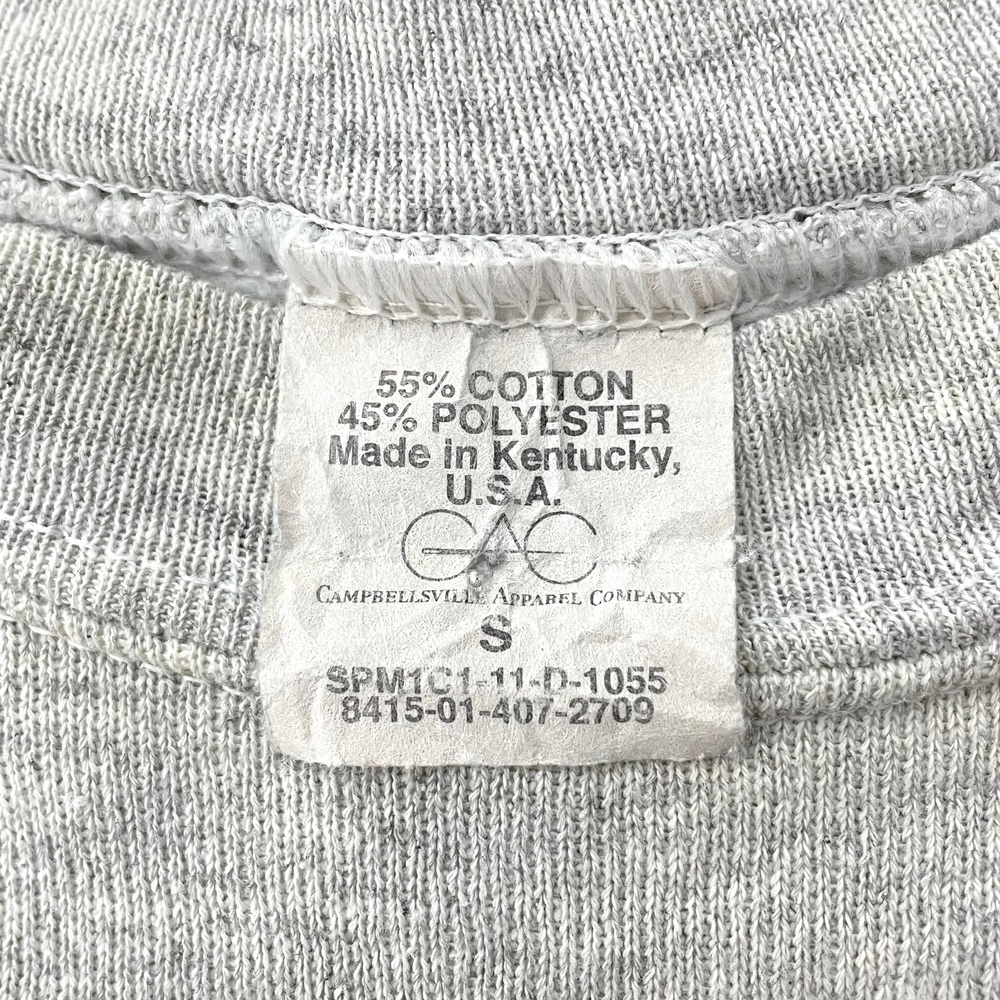 55% COTTON
45% POLYESTER
Made in Kentucky,
U.S.A.
CAC
CAMPBELLSVILLE APPAREL COMPANY
S
SPM1C1-11-D-1055
8415-01-407-2709